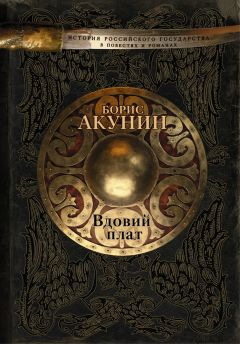 ИСТОРИЯ РОССИЙСКОГО ГОСУДАРСТВА
В ПОВЕСТЯХ И РОМАНАХ
БОРИС
АКУНИН
Вдовий
плат